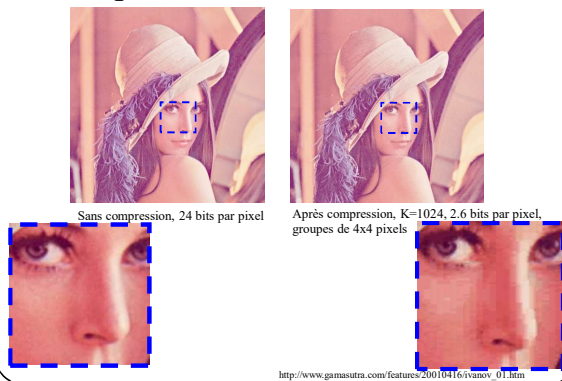 Sans compression, 24 bits par pixel
Après compression, K=1024, 2.6 bits par pixel,
groupes de 4x4 pixels
http://www.gamasutra.com/features/20010416/ivanov_01.htm